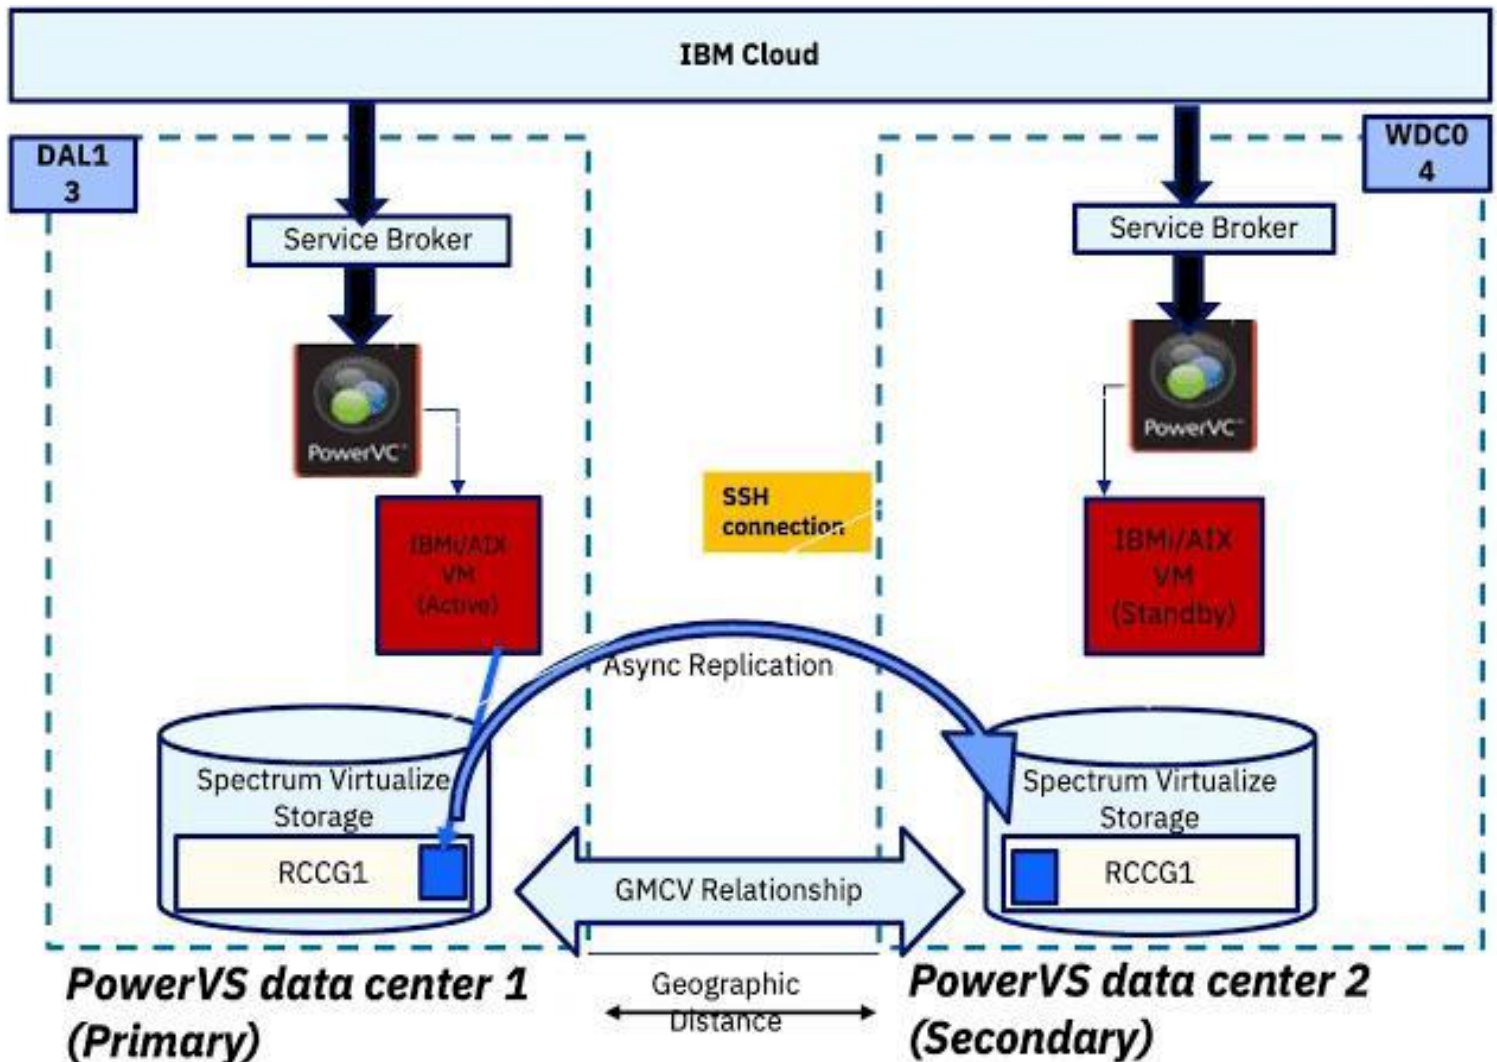 IBM Cloud
DAL1
3
WDC0
4
Service Broker
Service Broker
PowerVC™
PowerVC™
SSH
connection
IBMi/AIX
VM
(Active)
IBMi/AIX
VM
(Standby)
Async Replication
Spectrum Virtualize
Storage
RCCG1
Spectrum Virtualize
Storage
RCCG1
GMCV Relationship
PowerVS data center 1
(Primary)
Geographic
Distance
PowerVS data center 2
(Secondary)